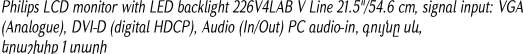 Philips LCD monitor with LED backlight 226V4LAB V Line 21.5"/54.6 cm, signal input: VGA
(Analogue), DVI-D (digital HDCP), Audio (In/Out) PC audio-in, գույնը սև,
երաշխիք 1 տարի